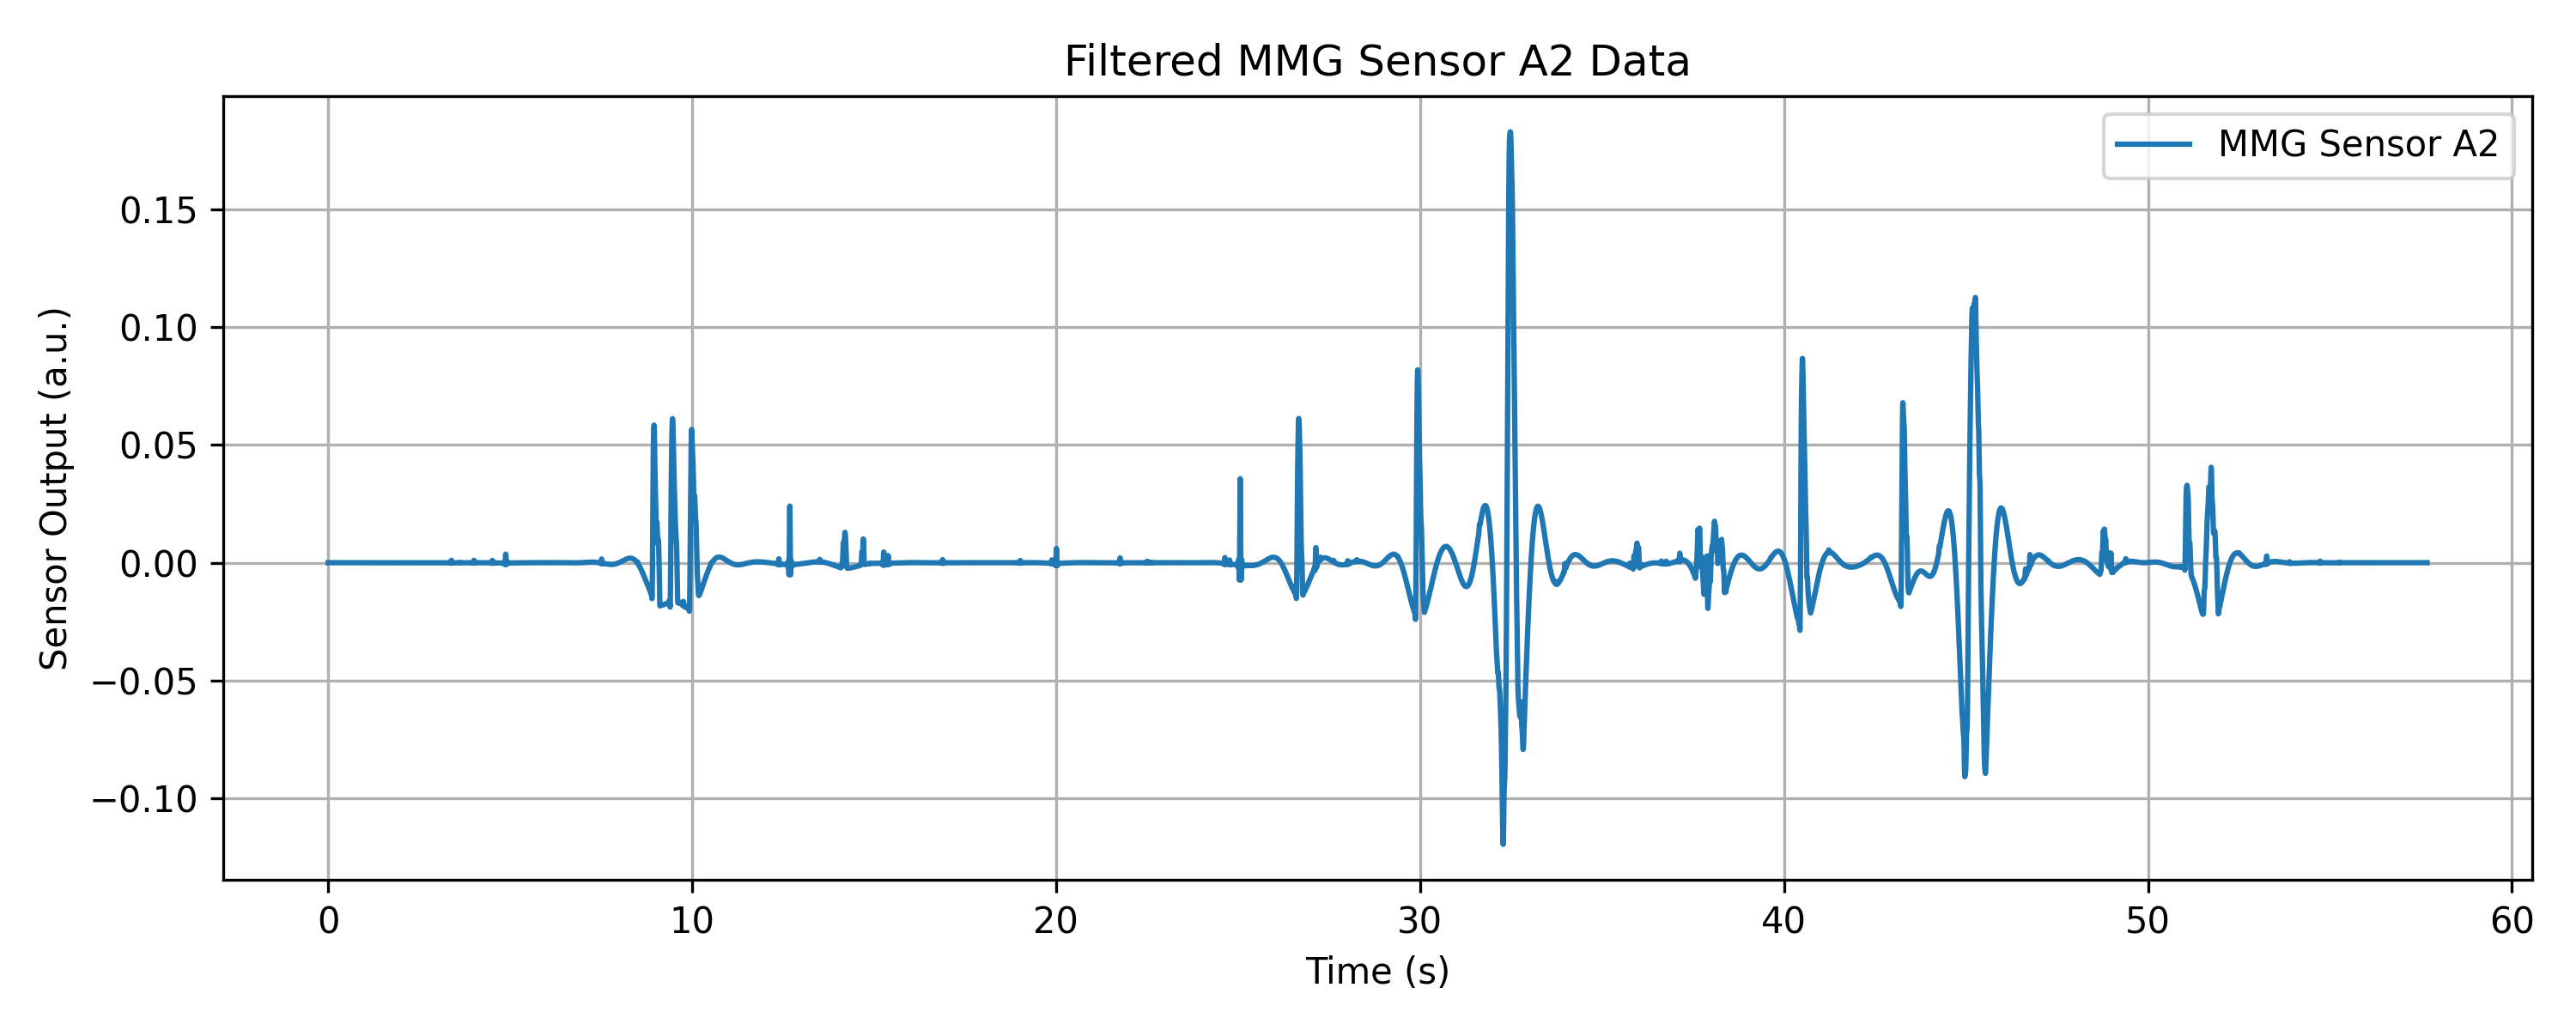 Filtered MMG Sensor A2 Data
MMG Sensor A2
Sensor Output (a.u.)
0.15
0.10
0.05
0.00
−0.05
−0.10
0 10 20 30 40 50 60
Time (s)